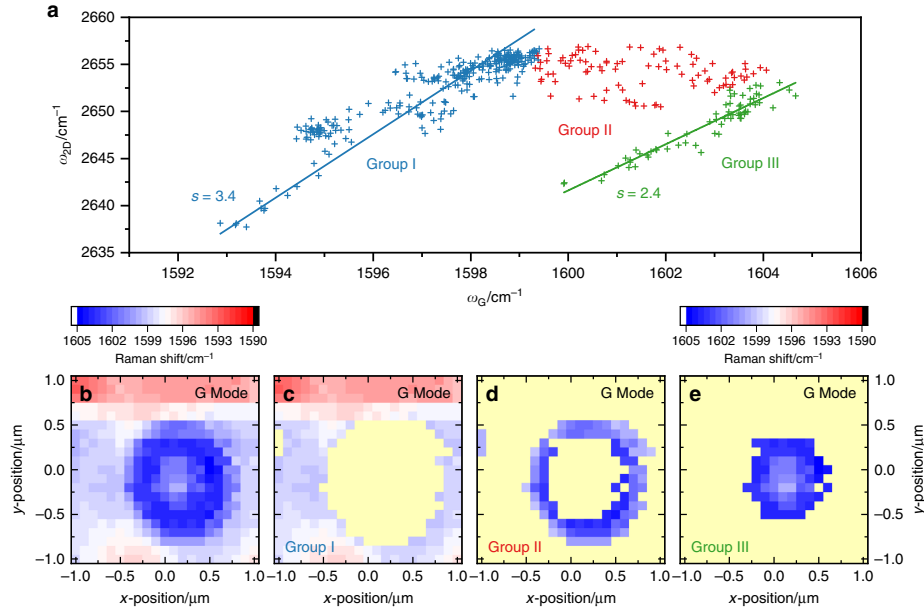 a
2660
2655
2650
2645
2640
2635
ω2D/cm−1
Group I
Group II
Group III
s = 3.4
s = 2.4
1592 1594 1596 1598 1600 1602 1604 1606
ωG/cm−1
1605 1602 1599 1596 1593 1590
Raman shift/cm−1
1605 1602 1599 1596 1593 1590
Raman shift/cm−1
b G Mode
c G Mode
d G Mode
e G Mode
1.0
0.5
0.0
−0.5
−1.0
y-position/μm
Group I
Group II
Group III
1.0
0.5
0.0
−0.5
−1.0
y-position/μm
−1.0 −0.5 0.0 0.5 1.0
−1.0 −0.5 0.0 0.5 1.0
−1.0 −0.5 0.0 0.5 1.0
−1.0 −0.5 0.0 0.5 1.0
x-position/μm
x-position/μm
x-position/μm
x-position/μm